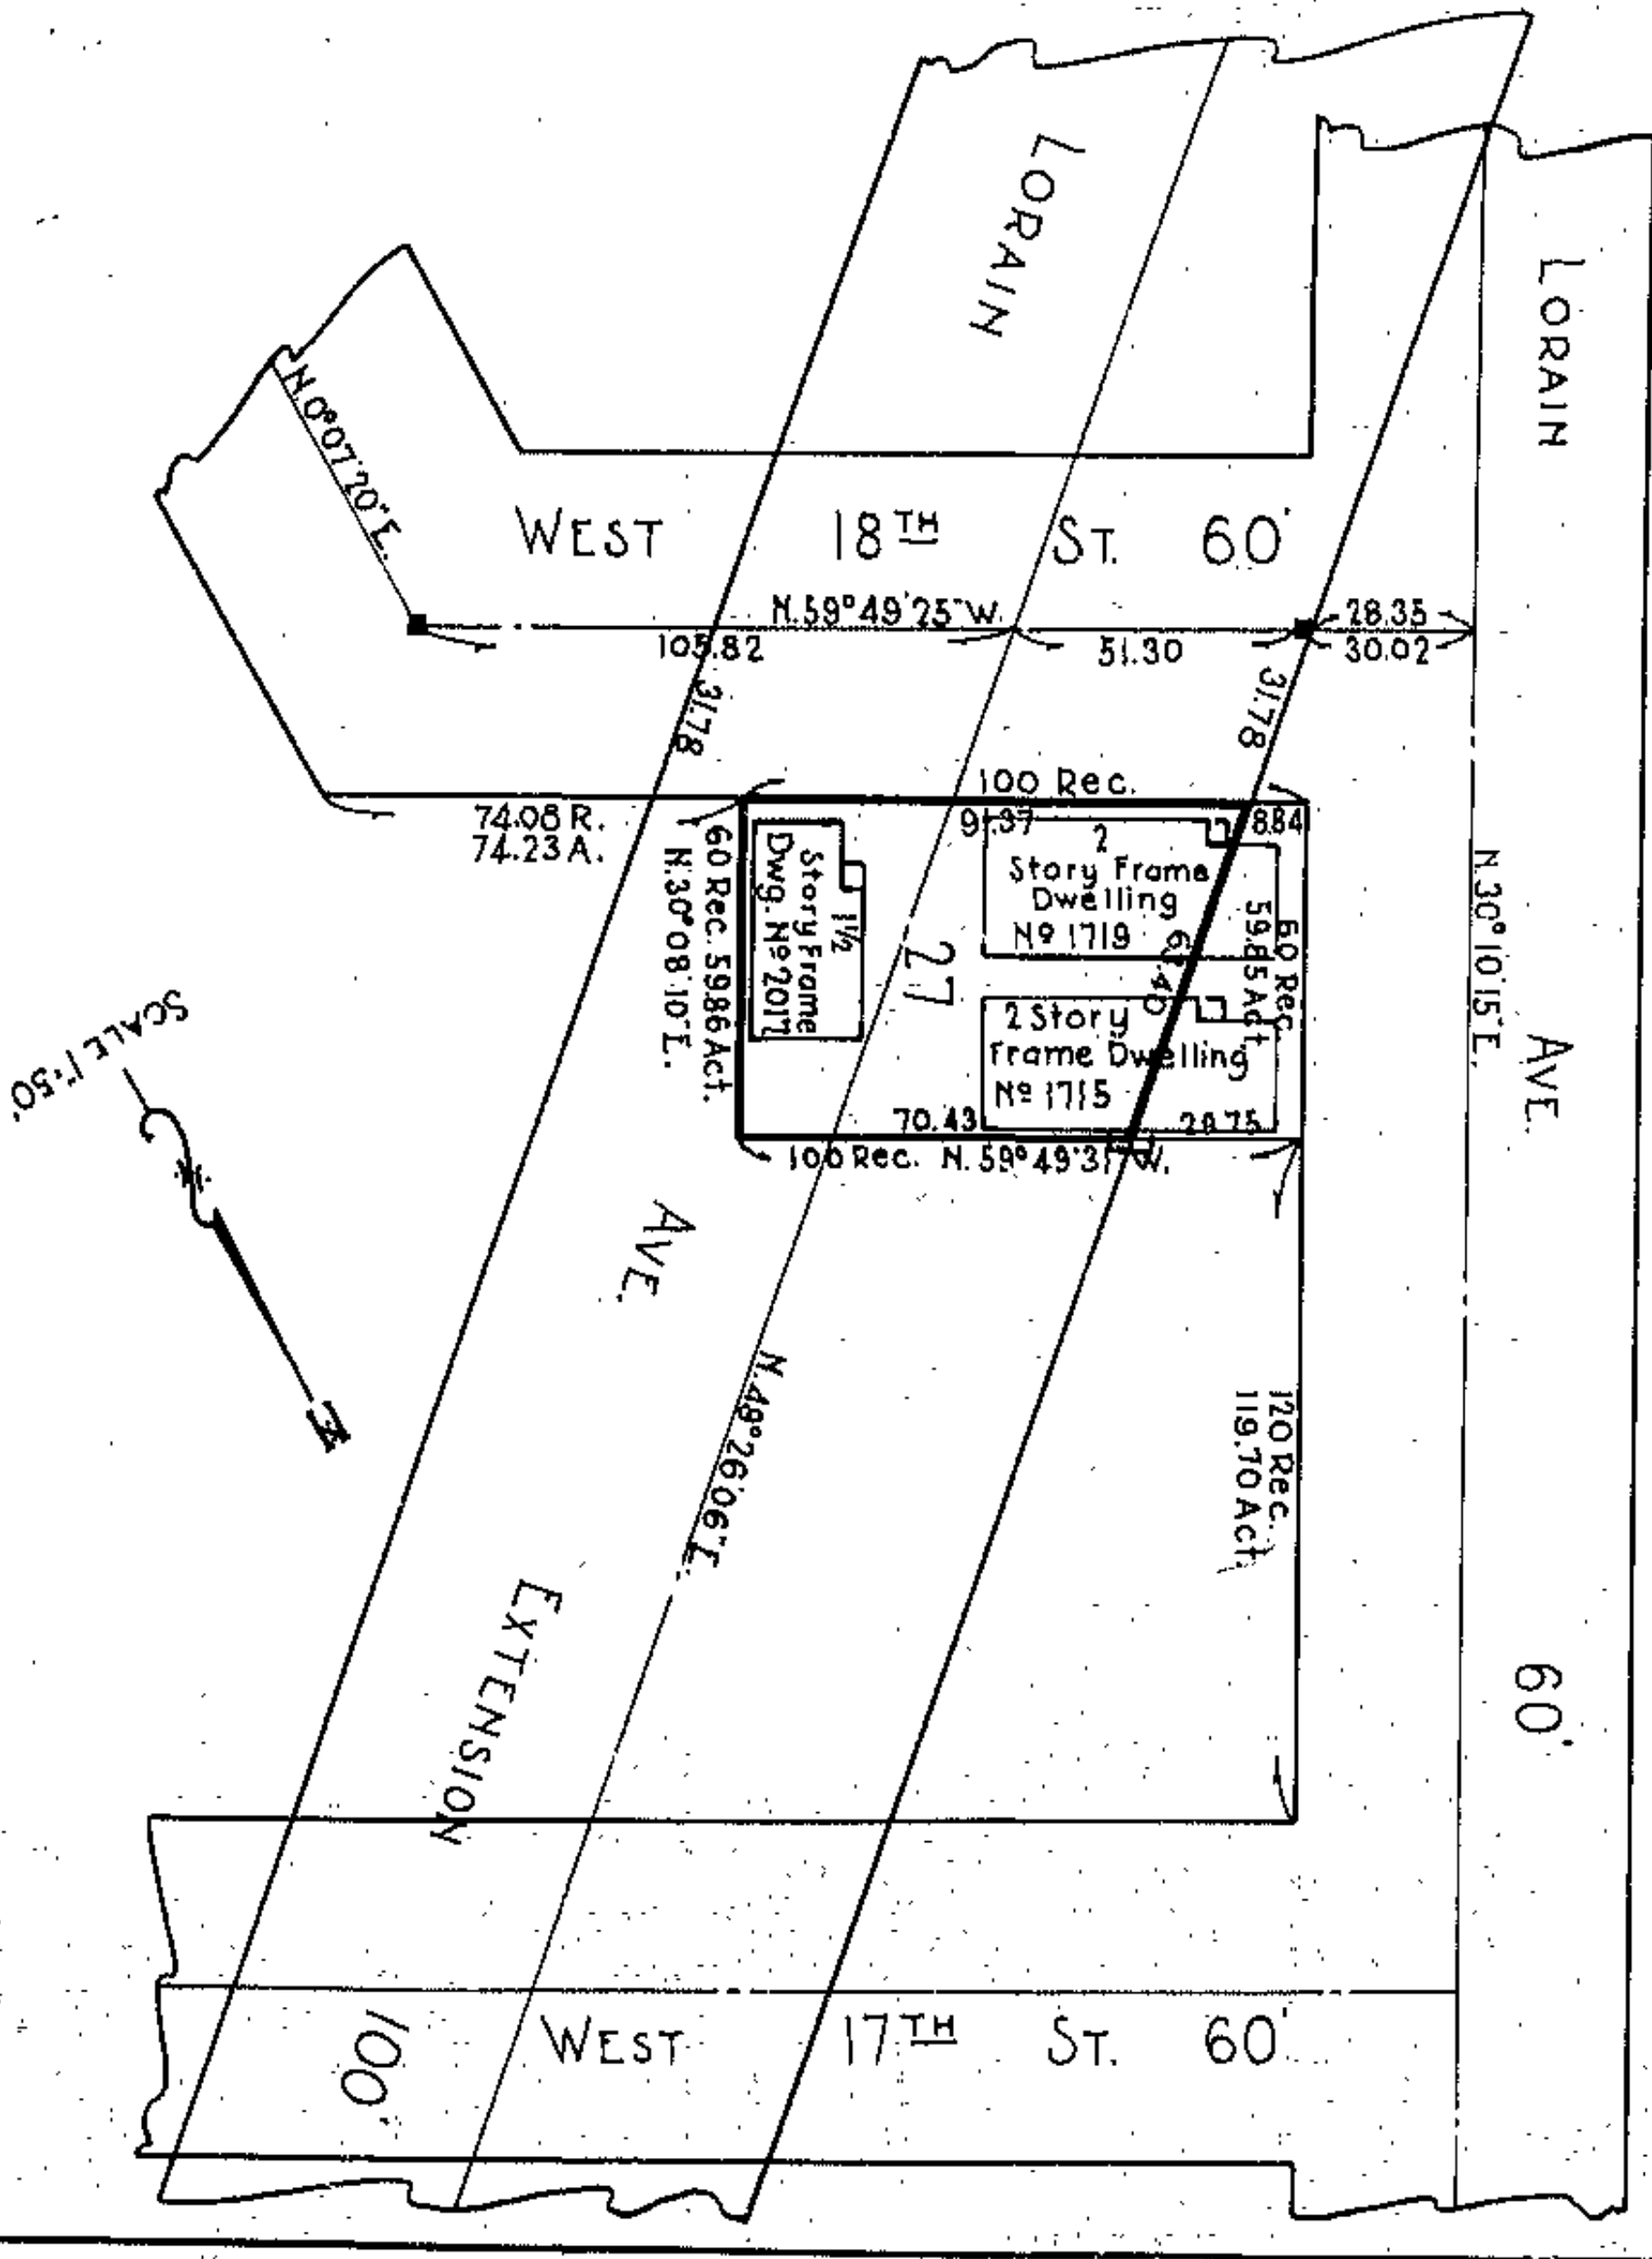 LORAIN
LORAIN AVE. 60'
N. 30° 10' 15" E.
N. 0° 07' 20" E.
WEST 18TH ST. 60'
N. 59° 49' 25" W.
105.82
51.30
28.35
30.02
31.78
31.78
100 Rec.
91.37
8.84
74.08 R.
74.23 A.
2
Story Frame
Dwelling
Nº 1719
60 Rec.
59.85 Act
1½
Story Frame
Dwg. Nº 2017
60 Rec. 59.86 Act.
N. 30° 08' 10" E.
27
2 Story
Frame Dwelling
Nº 1715
70.43
100 Rec. N. 59° 49' 31" W.
SCALE 1"=50'
N
AVE.
N. 49° 26' 06" E.
120 Rec.
119.70 Act.
EXTENSION
100'
WEST 17TH ST. 60'